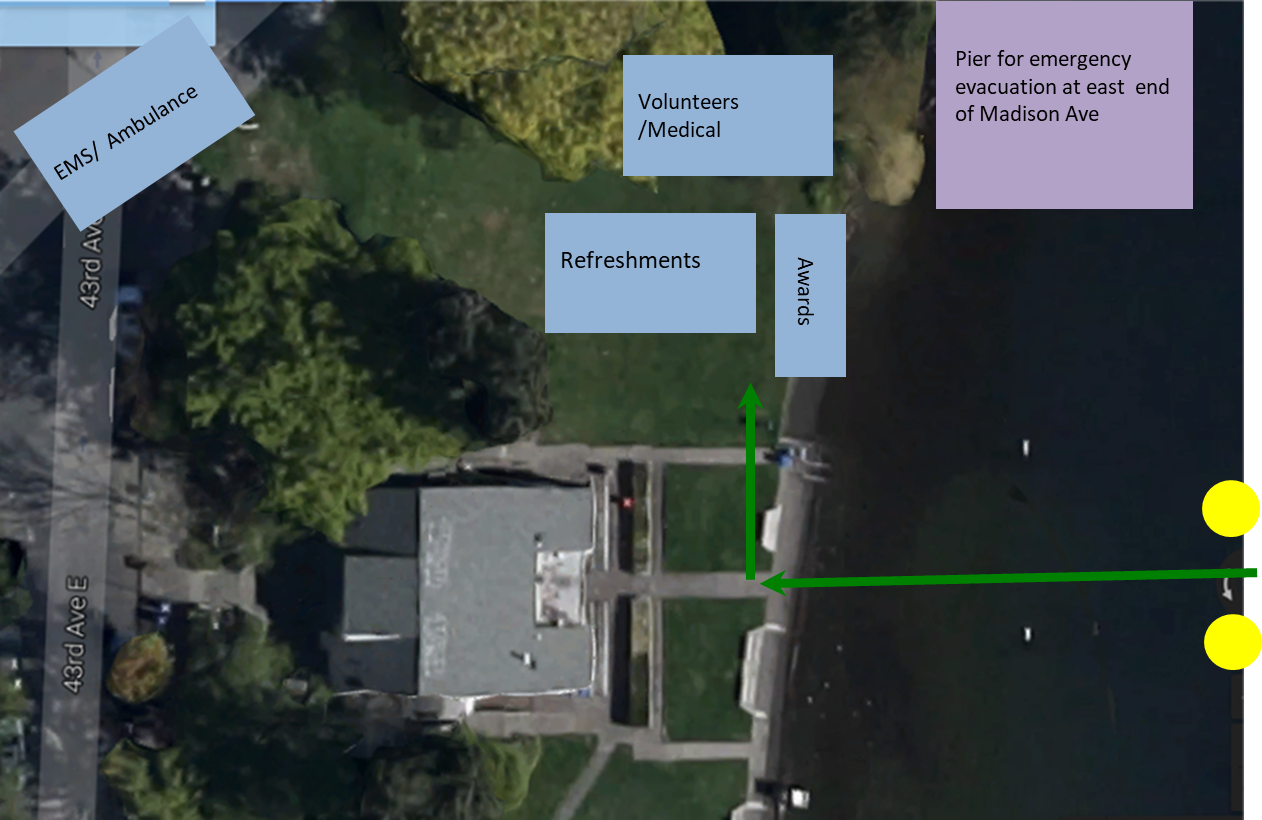 EMS/ Ambulance
Volunteers
/Medical
Pier for emergency
evacuation at east end
of Madison Ave
Refreshments
Awards
43rd Ave
43rd Ave E